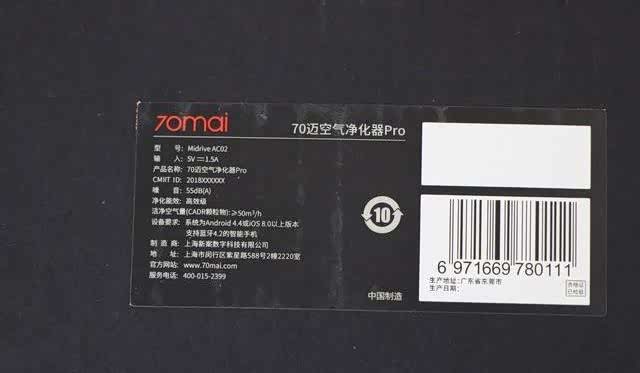 70mai
70迈空气净化器Pro
型 号: Midrive AC02
输 入: 5V⎓1.5A
产品名称: 70迈空气净化器Pro
CMIIT ID: 2018XXXXXX
噪 音: 55dB(A)
净化能效: 高效级
洁净空气量(CADR颗粒物): ≥50m³/h
设备要求: 系统为Android 4.4或iOS 8.0以上版本
支持蓝牙4.2的智能手机
制 造 商: 上海新案数字科技有限公司
地 址: 上海市闵行区紫星路588号2幢2220室
官方网站: www.70mai.com
服务电话: 400-015-2399
10
中国制造
6 971669 780111
生产地址: 广东省东莞市
生产日期:
合格证
已检验